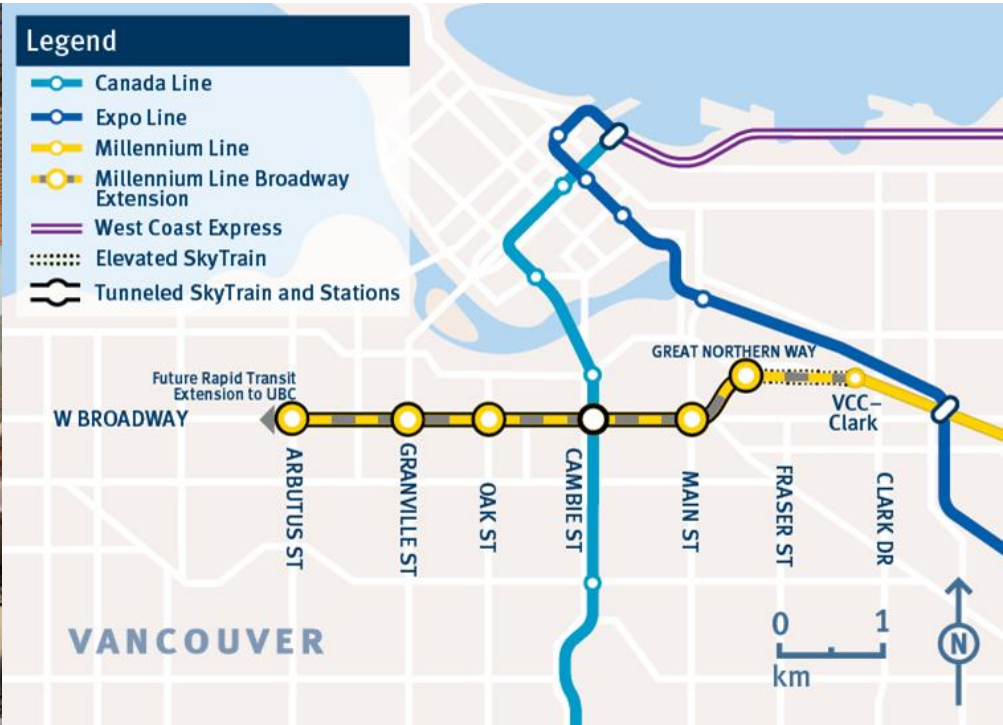 Legend
Canada Line
Expo Line
Millennium Line
Millennium Line Broadway
Extension
West Coast Express
Elevated SkyTrain
Tunneled SkyTrain and Stations
GREAT NORTHERN WAY
Future Rapid Transit
Extension to UBC
W BROADWAY
VCC–
Clark
ARBUTUS ST
GRANVILLE ST
OAK ST
CAMBIE ST
MAIN ST
FRASER ST
CLARK DR
VANCOUVER
0 1
km
N